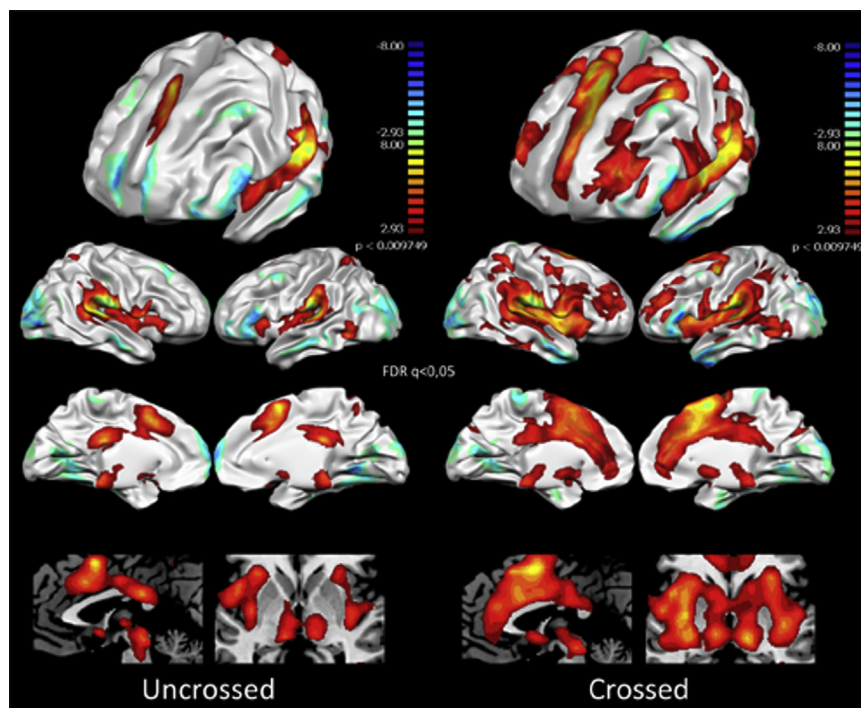 -8.00
-2.93
8.00
2.93
p < 0.009749
-8.00
-2.93
8.00
2.93
p < 0.009749
FDR q<0,05
Uncrossed
Crossed